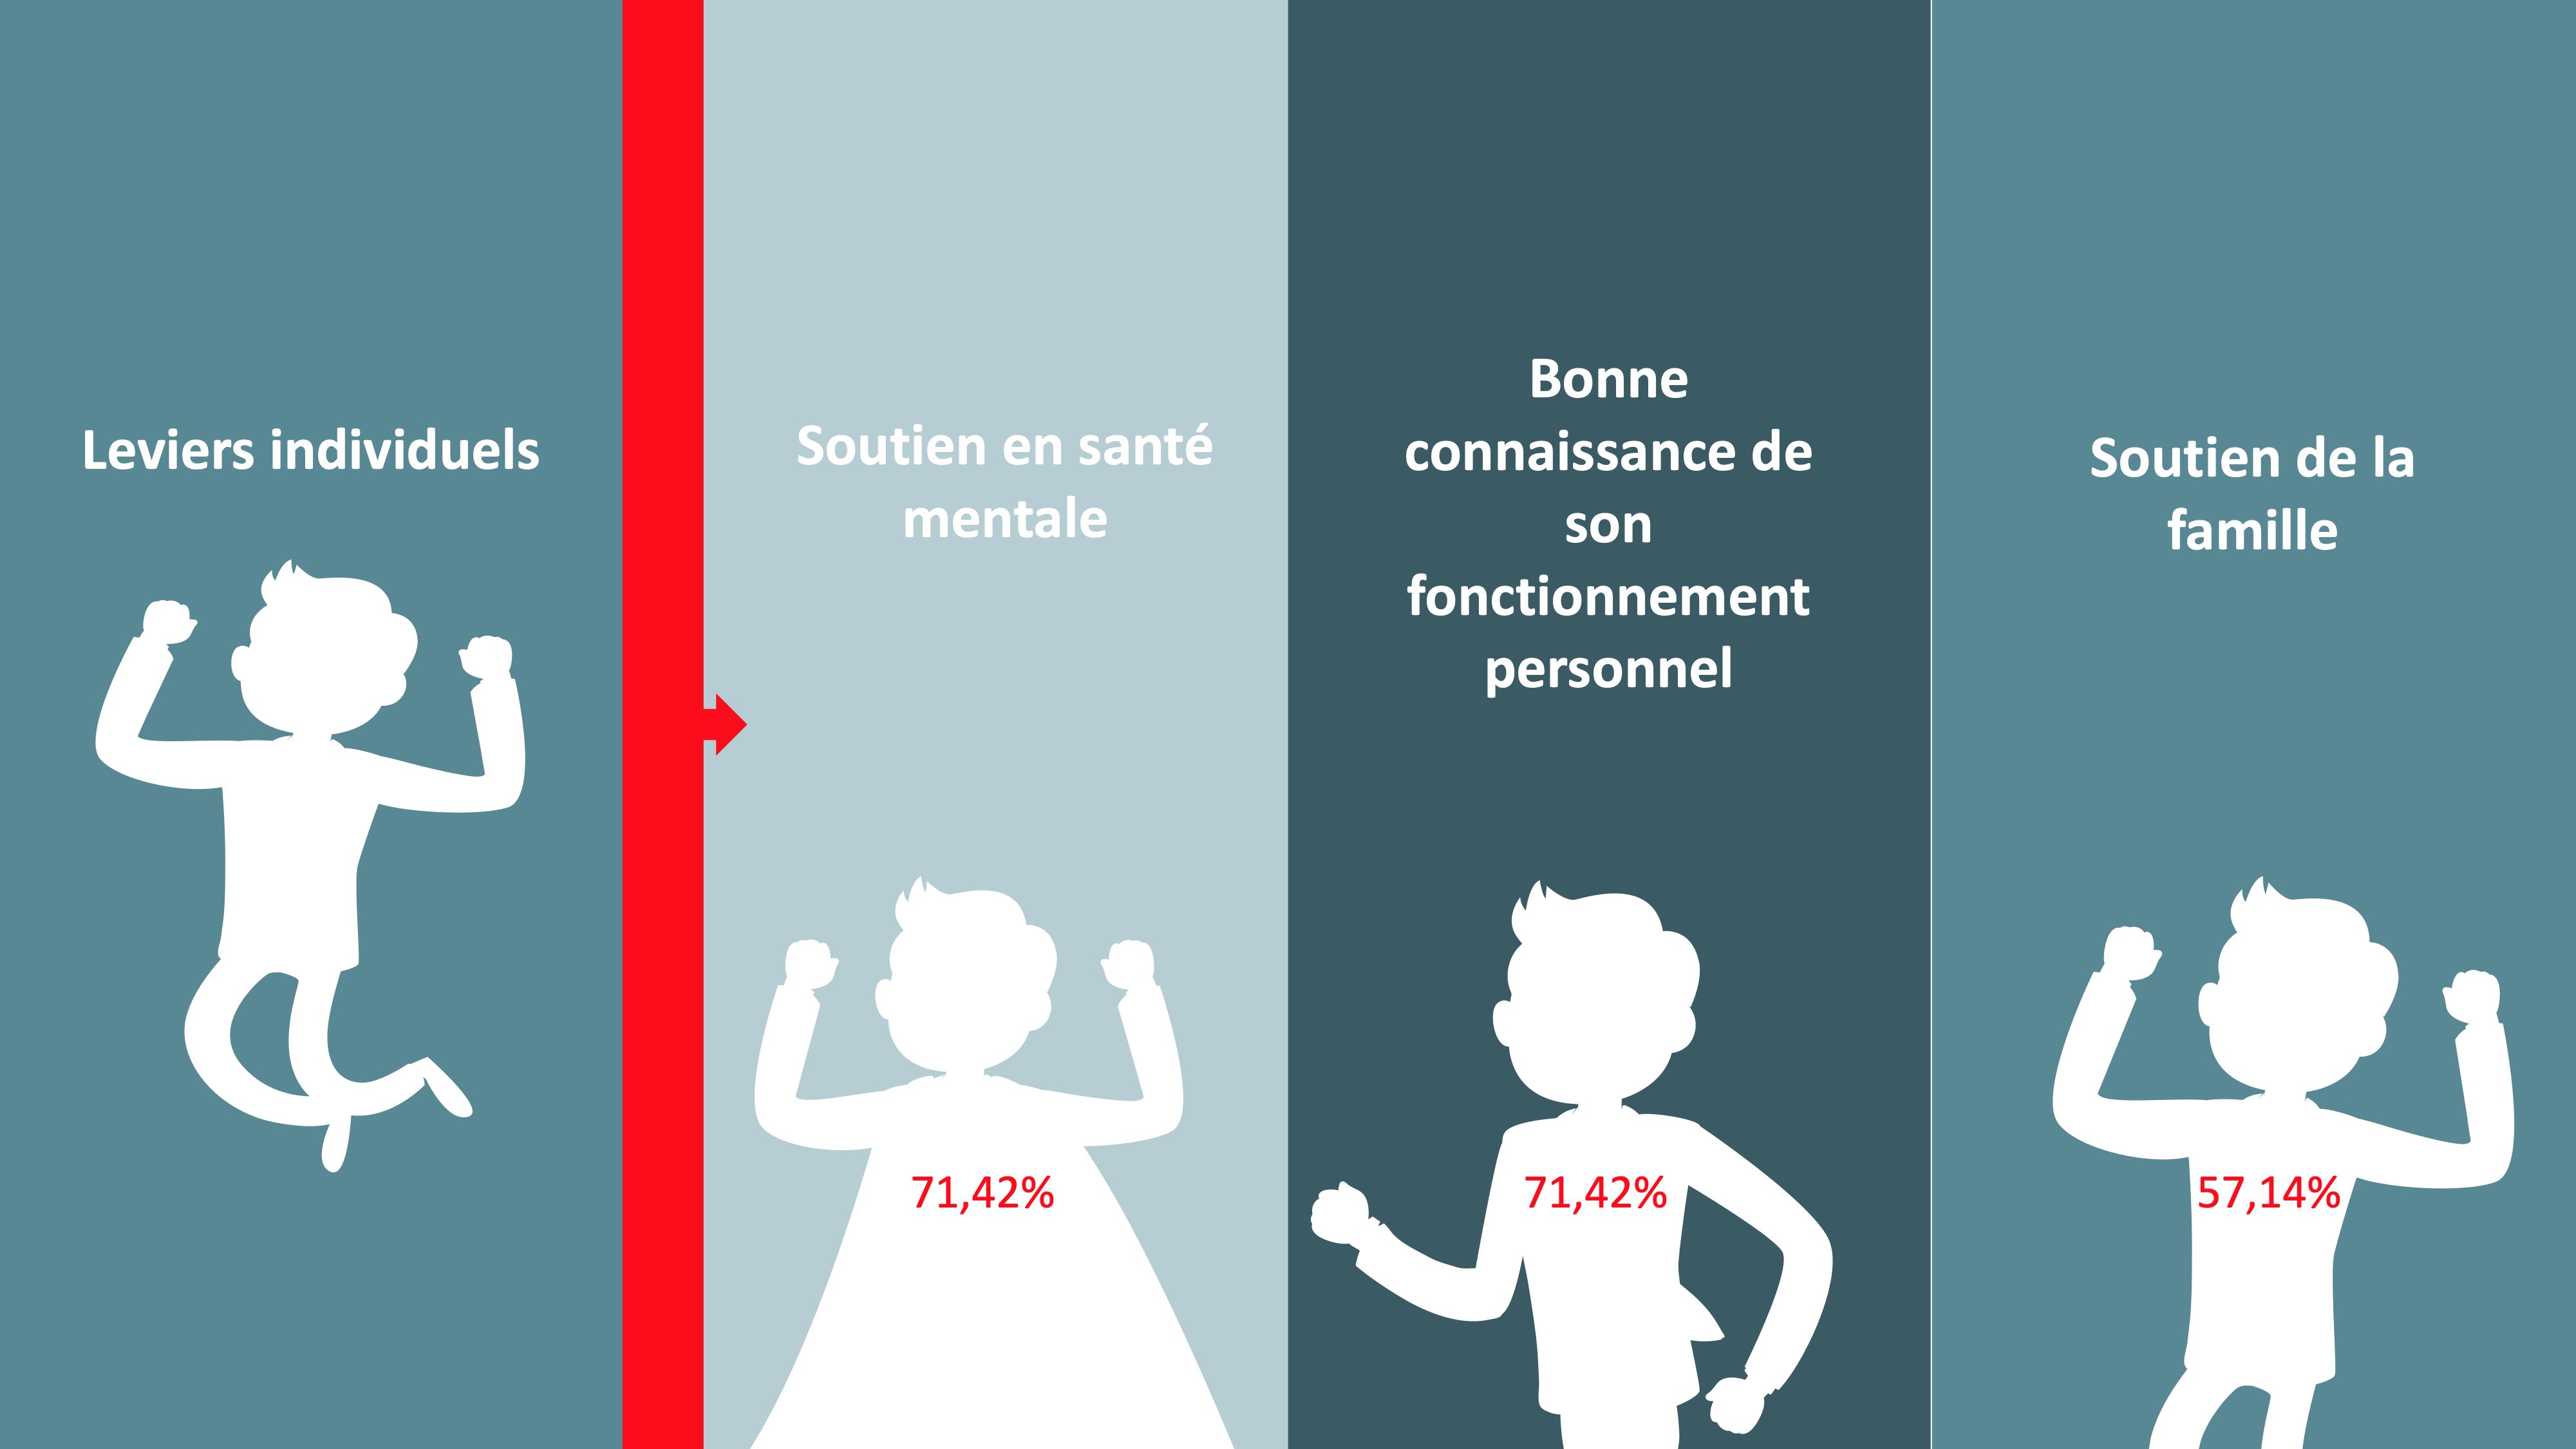 Leviers individuels
Soutien en santé
mentale
71,42%
Bonne
connaissance de
son
fonctionnement
personnel
71,42%
Soutien de la
famille
57,14%